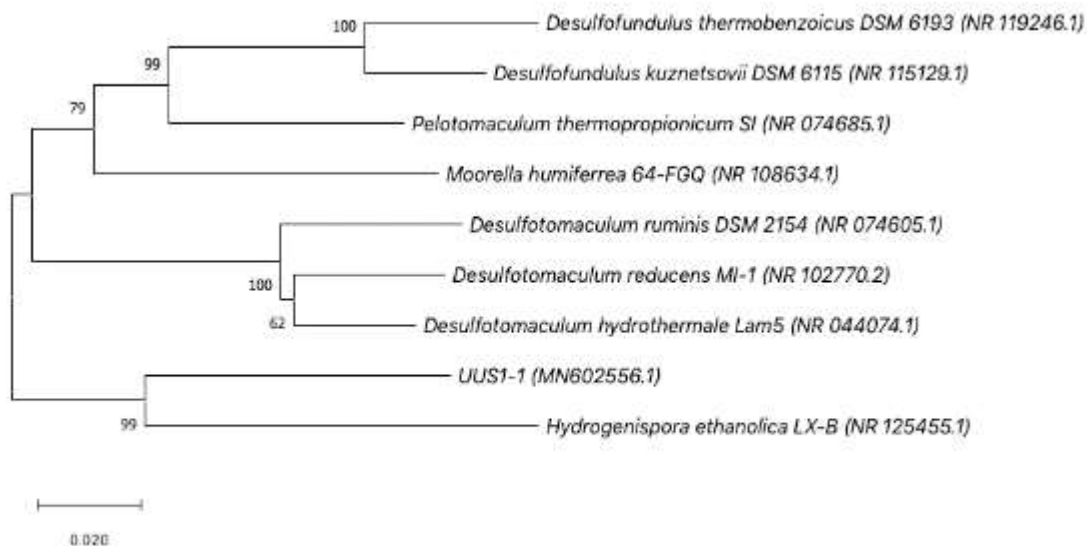 100
Desulfofundulus thermobenzoicus DSM 6193 (NR 119246.1)
99
Desulfofundulus kuznetsovii DSM 6115 (NR 115129.1)
79
Pelotomaculum thermopropionicum SI (NR 074685.1)
Moorella humiferrea 64-FGQ (NR 108634.1)
Desulfotomaculum ruminis DSM 2154 (NR 074605.1)
100
Desulfotomaculum reducens MI-1 (NR 102770.2)
62
Desulfotomaculum hydrothermale Lam5 (NR 044074.1)
UUS1-1 (MN602556.1)
99
Hydrogenispora ethanolica LX-B (NR 125455.1)
0.020